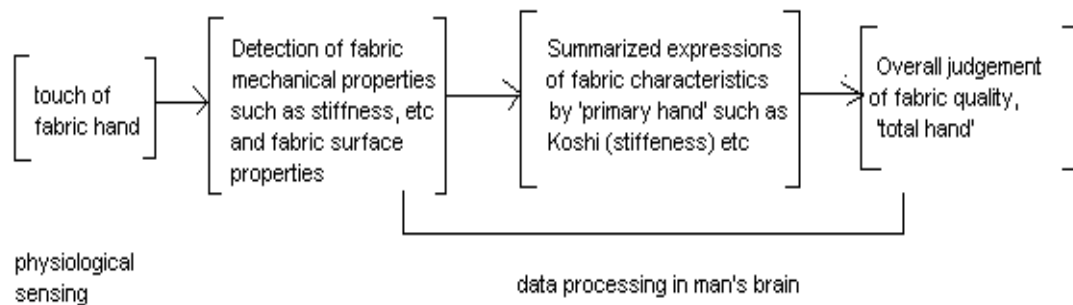 touch of
fabric hand
Detection of fabric
mechanical properties
such as stiffness, etc
and fabric surface
properties
Summarized expressions
of fabric characteristics
by 'primary hand' such as
Koshi (stiffeness) etc
Overall judgement
of fabric quality,
'total hand'
physiological
sensing
data processing in man's brain